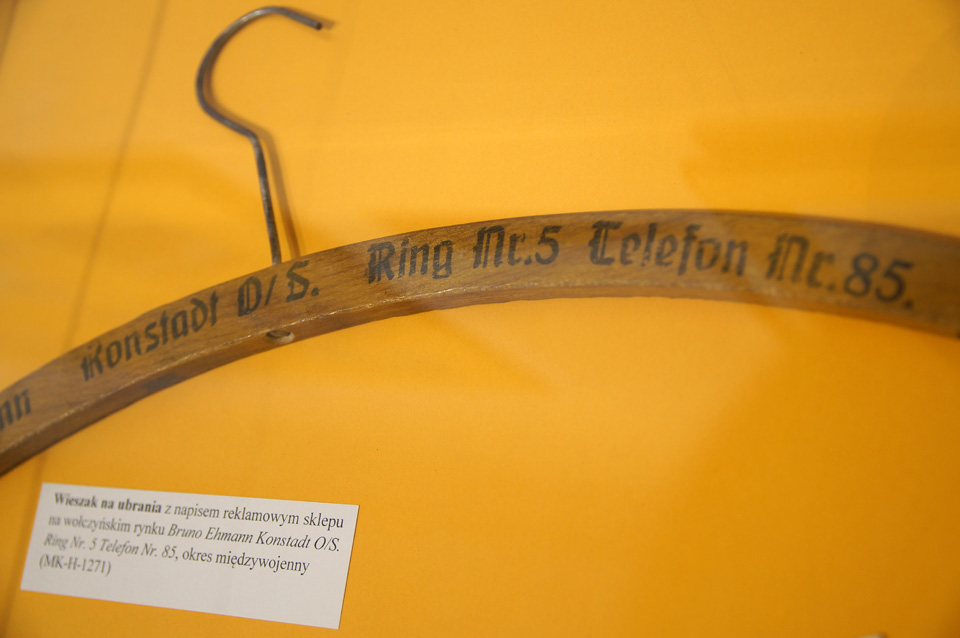 nn Konstadt O/S. Ring Nr.5 Telefon Nr.85.
Wieszak na ubrania z napisem reklamowym sklepu
na wołczyńskim rynku Bruno Ehmann Konstadt O/S.
Ring Nr. 5 Telefon Nr. 85, okres międzywojenny
(MK-H-1271)